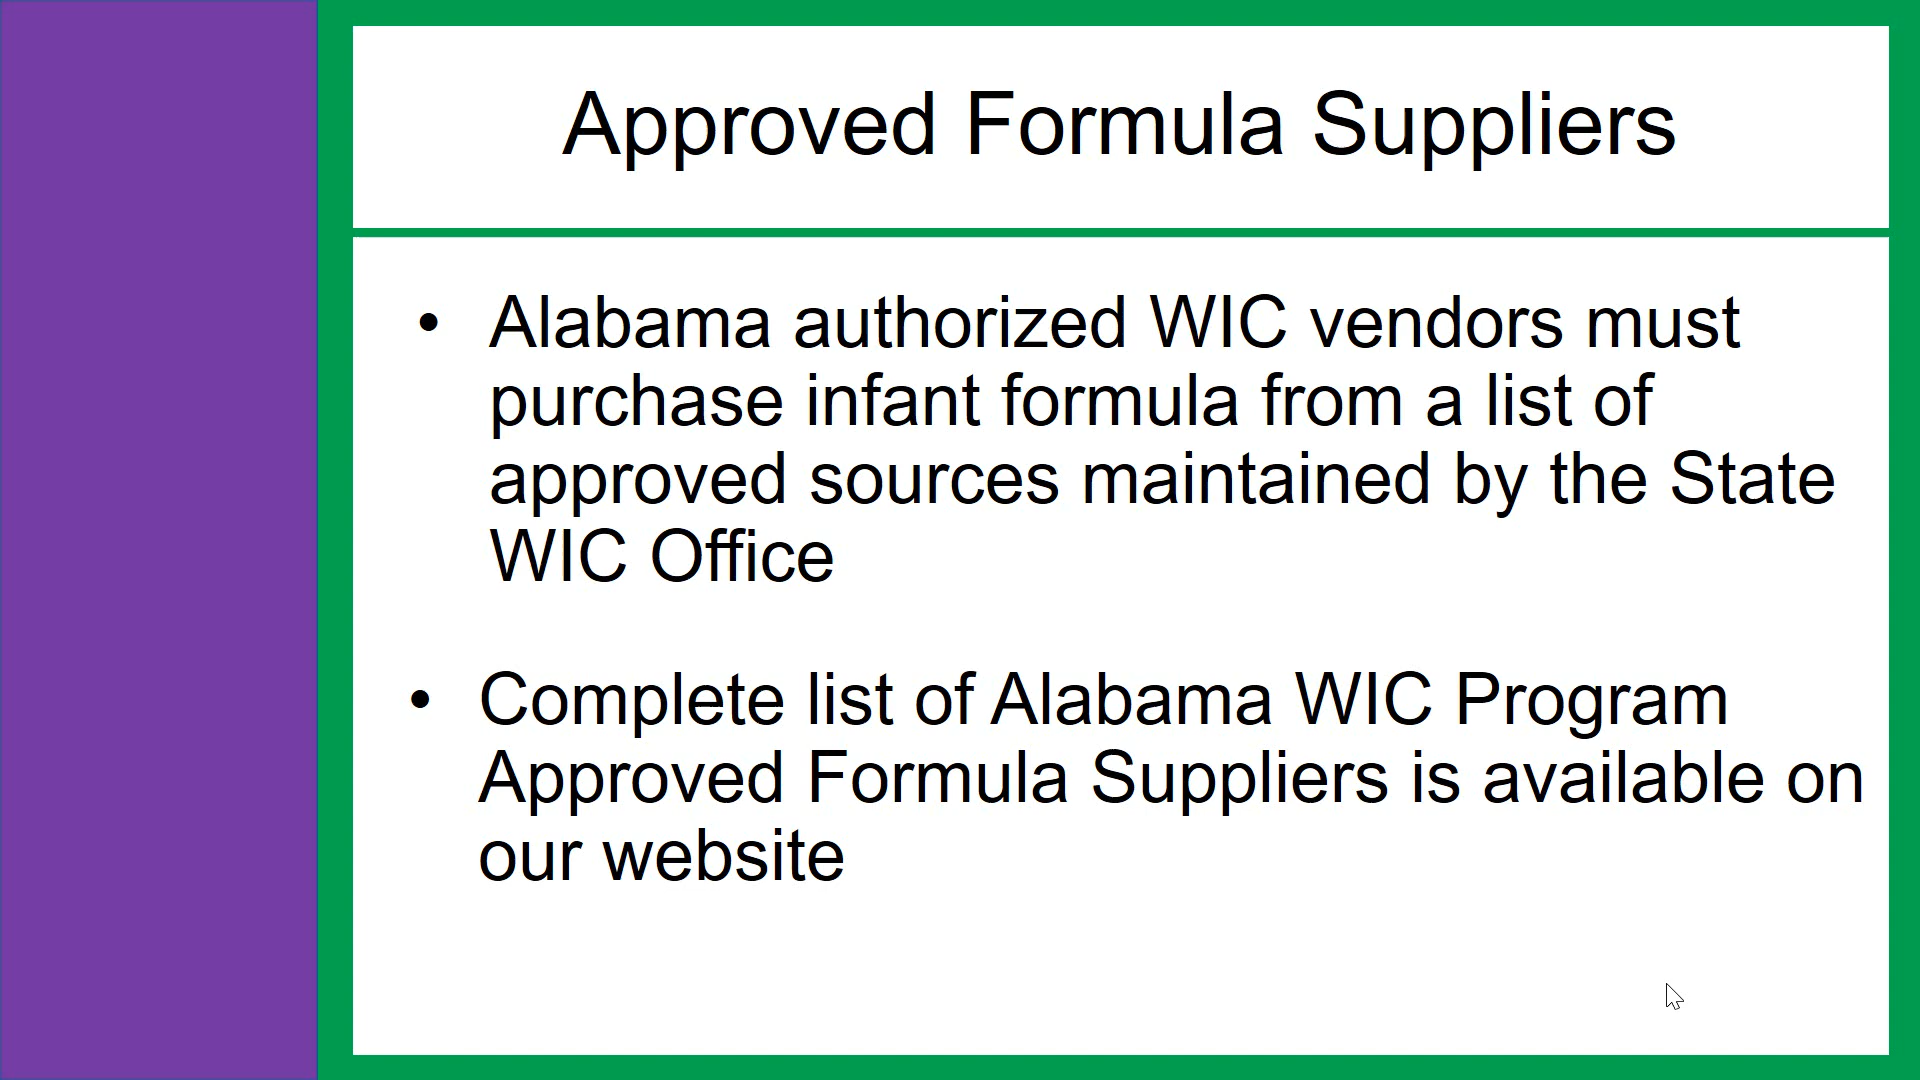 Approved Formula Suppliers
• Alabama authorized WIC vendors must
purchase infant formula from a list of
approved sources maintained by the State
WIC Office
• Complete list of Alabama WIC Program
Approved Formula Suppliers is available on
our website